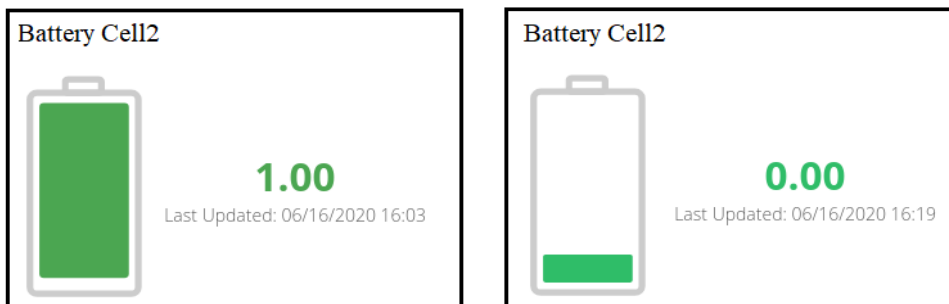 Battery Cell2
1.00
Last Updated: 06/16/2020 16:03
Battery Cell2
0.00
Last Updated: 06/16/2020 16:19